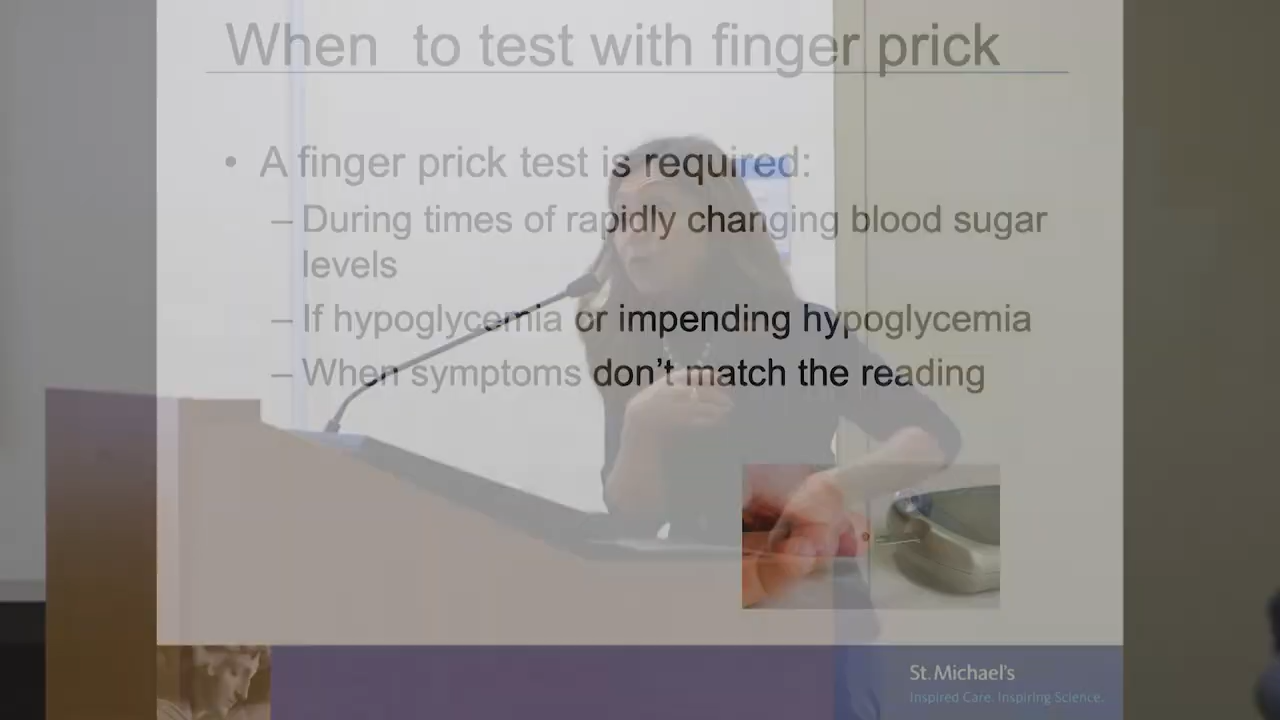 When to test with finger prick
• A finger prick test is required:
– During times of rapidly changing blood sugar
levels
– If hypoglycemia or impending hypoglycemia
– When symptoms don't match the reading
St. Michael's
Inspired Care. Inspiring Science.